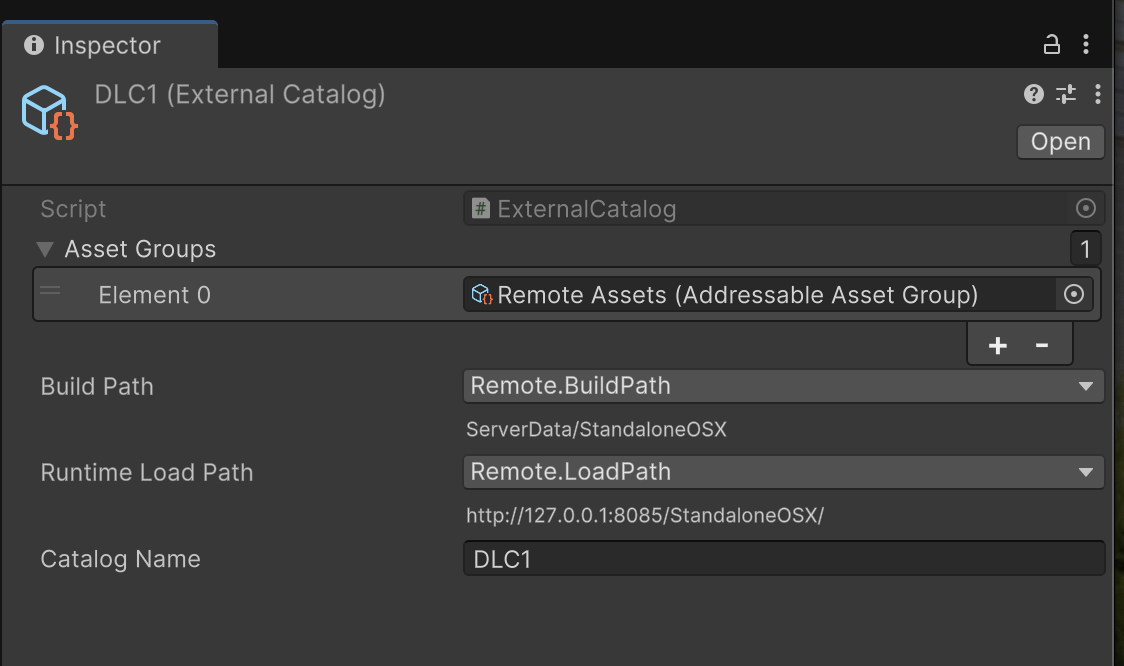 Inspector
DLC1 (External Catalog)
Open
Script # ExternalCatalog
Asset Groups 1
Element 0 Remote Assets (Addressable Asset Group)
+ -
Build Path Remote.BuildPath
ServerData/StandaloneOSX
Runtime Load Path Remote.LoadPath
http://127.0.0.1:8085/StandaloneOSX/
Catalog Name DLC1